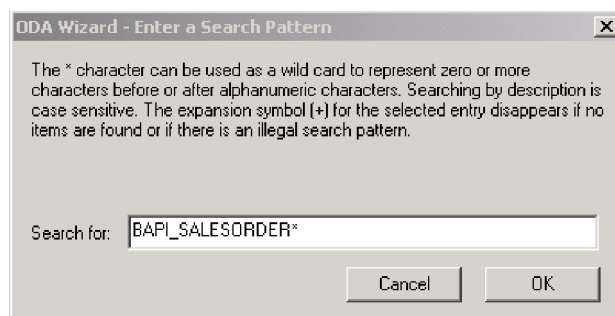 ODA Wizard - Enter a Search Pattern
The * character can be used as a wild card to represent zero or more
characters before or after alphanumeric characters. Searching by description is
case sensitive. The expansion symbol (+) for the selected entry disappears if no
items are found or if there is an illegal search pattern.
Search for: BAPI_SALESORDER*
Cancel OK